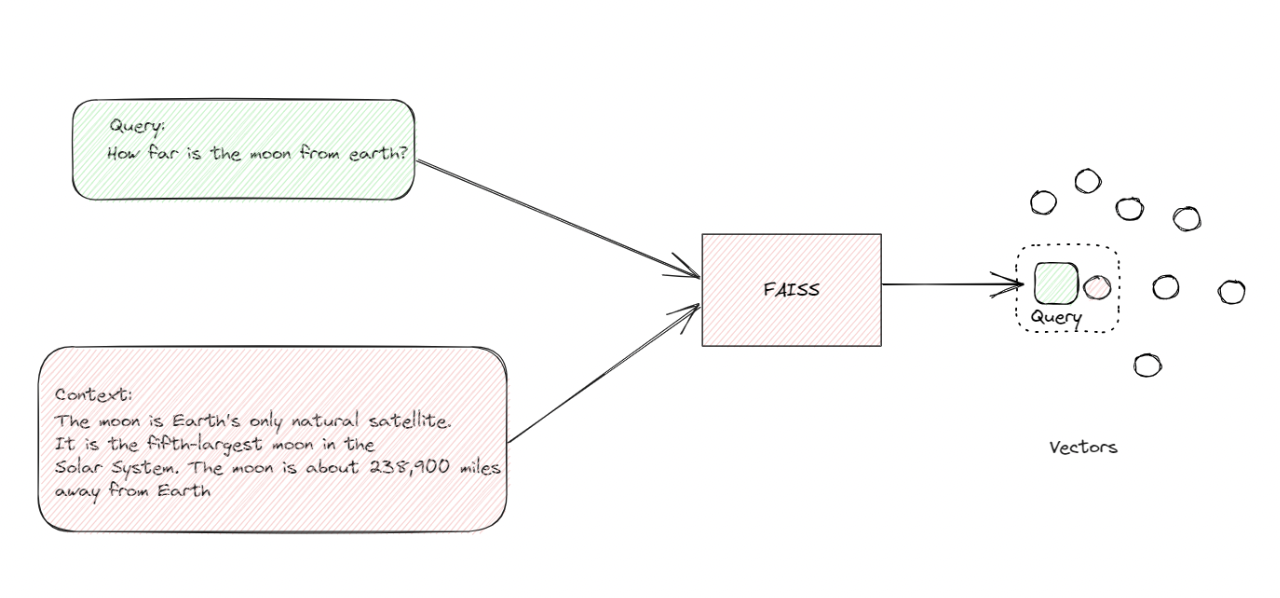 Query:
How far is the moon from earth?
FAISS
Query
Context:
The moon is Earth's only natural satellite.
It is the fifth-largest moon in the
Solar System. The moon is about 238,900 miles
away from Earth
Vectors